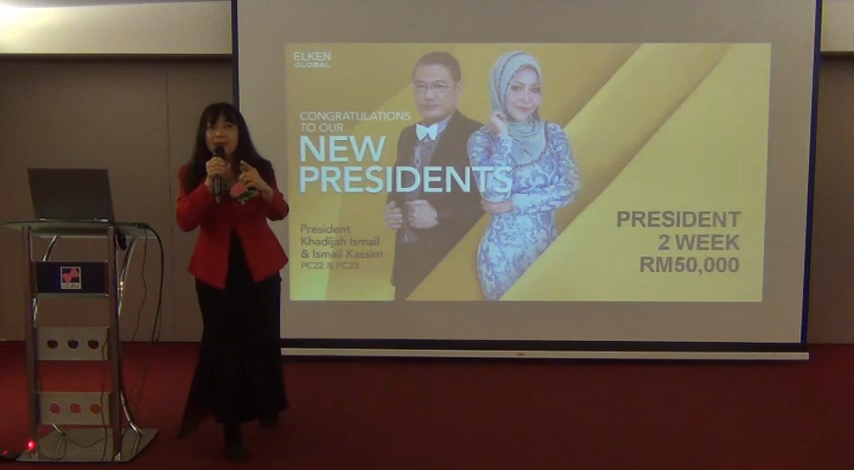 ELKEN
GLOBAL
CONGRATULATIONS
TO OUR
NEW
PRESIDENTS
President
Khadijah Ismail
& Ismail Kassim
PC22 & PC23
PRESIDENT
2 WEEK
RM50,000